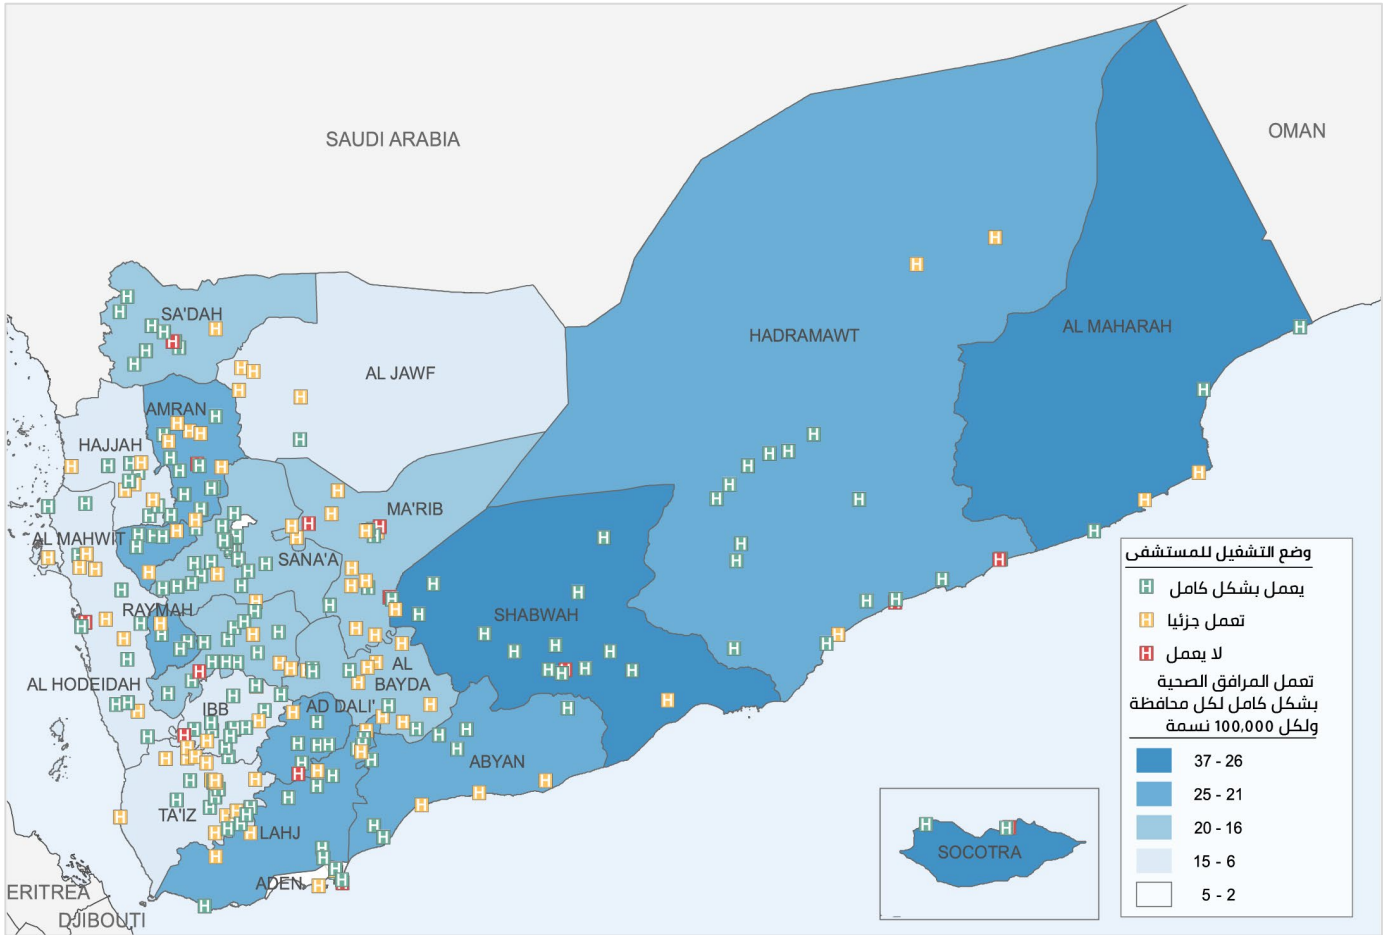 SAUDI ARABIA
OMAN
SA'DAH
HADRAMAWT
AL MAHARAH
AL JAWF
AMRAN
HAJJAH
MA'RIB
AL MAHWIT
SANA'A
RAYMAH
SHABWAH
AL HODEIDAH
AL
BAYDA
IBB
AD DALI'
ABYAN
TA'IZ
LAHJ
ADEN
SOCOTRA
ERITREA
DJIBOUTI
وضع التشغيل للمستشفى
H يعمل بشكل كامل
H تعمل جزئيا
H لا يعمل
تعمل المرافق الصحية
بشكل كامل لكل محافظة
ولكل 100,000 نسمة
37 - 26
25 - 21
20 - 16
15 - 6
5 - 2